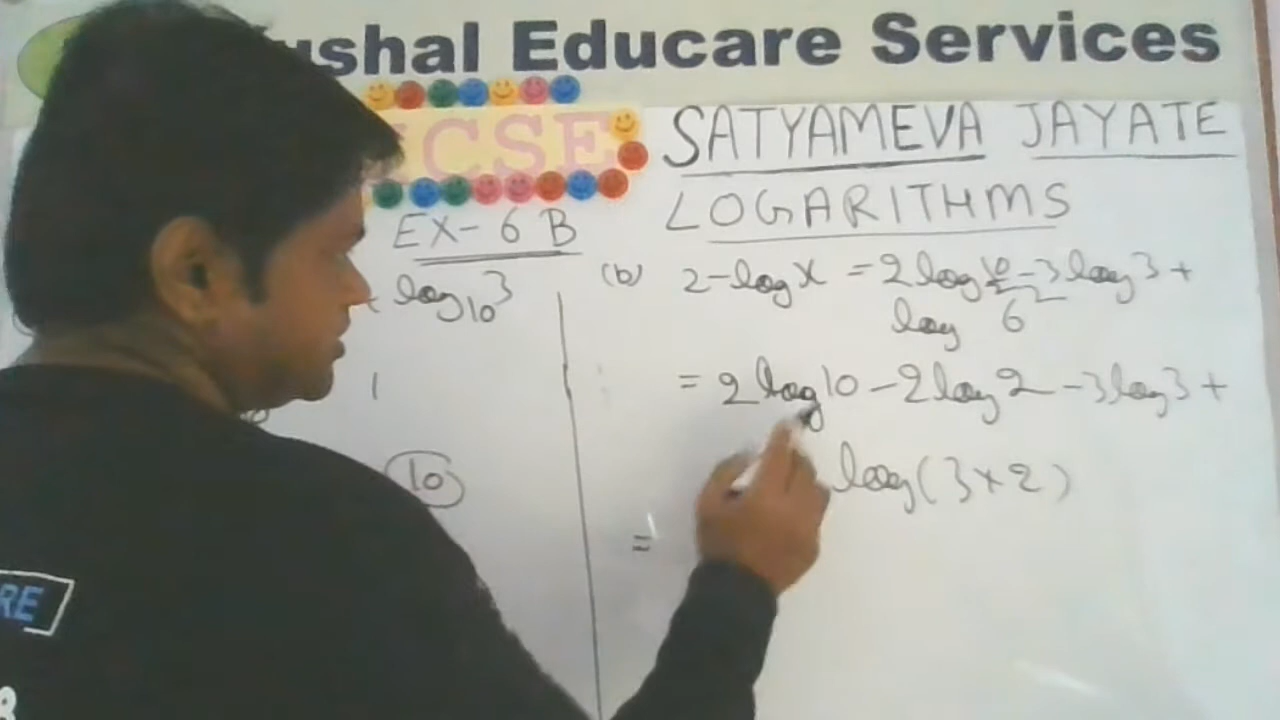 ushal Educare Services
CSE
SATYAMEVA JAYATE
LOGARITHMS
EX-6 B
log₁₀3
1
10
(b) 2-log x = 2 log 10/2 - 3 log 3 +
log 6
= 2 log 10 - 2 log 2 - 3 log 3 +
log (3×2)
=
RE